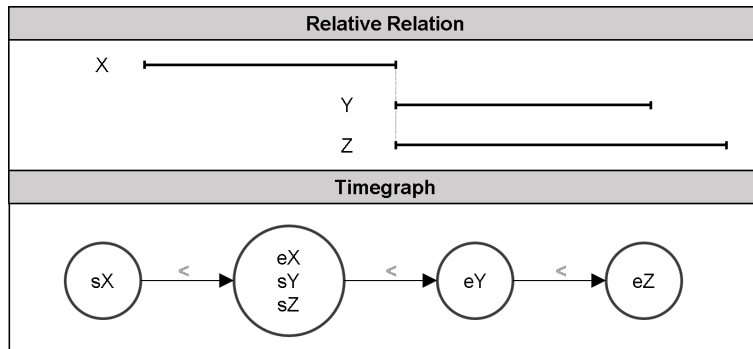 Relative Relation
X
Y
Z
Timegraph
sX
<
eX
sY
sZ
<
eY
<
eZ